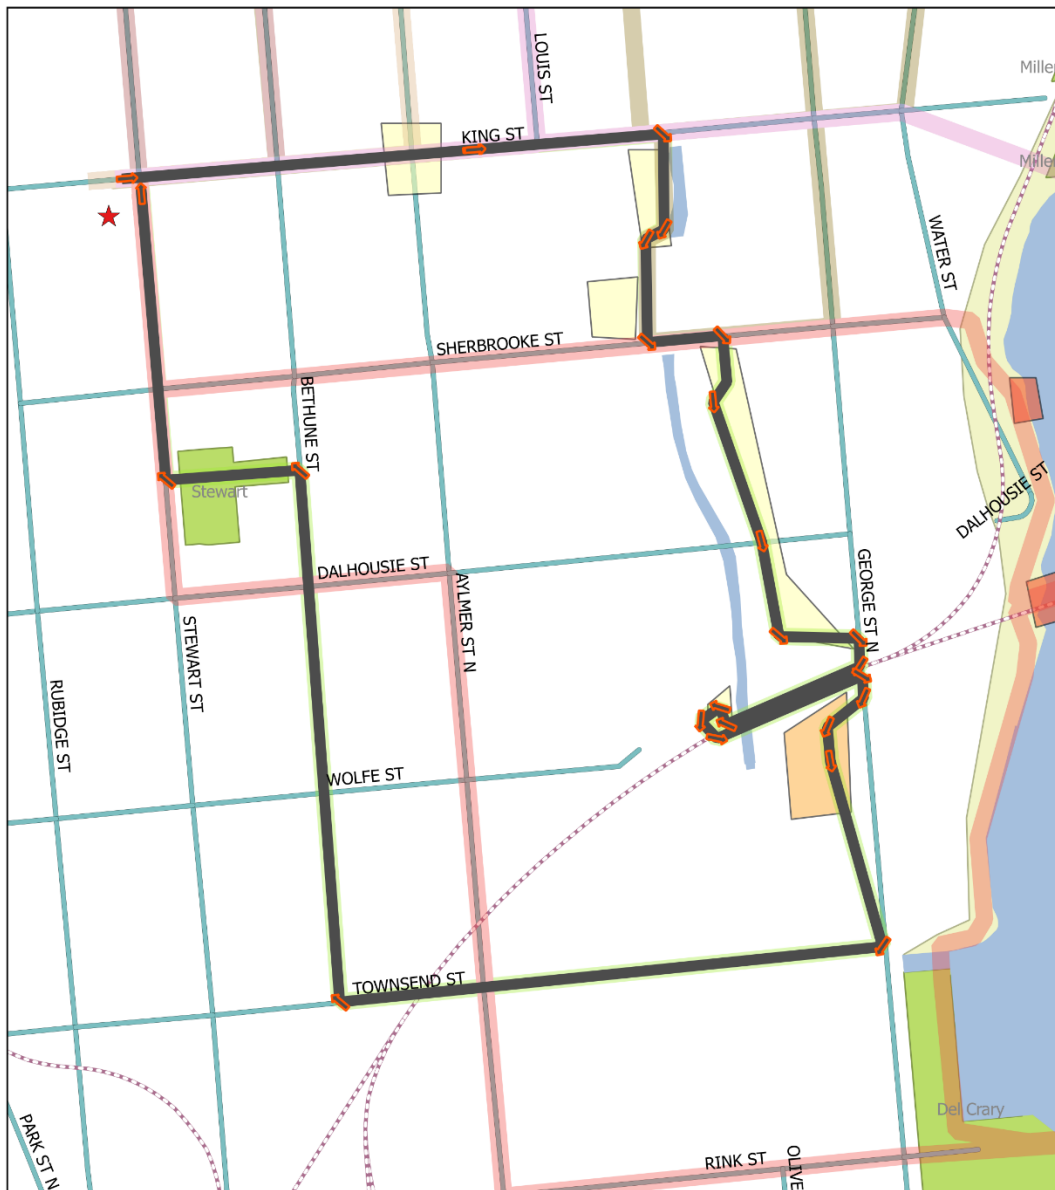 LOUIS ST
Mille
KING ST
Mille
WATER ST
SHERBROOKE ST
BETHUNE ST
Stewart
DALHOUSIE ST
DALHOUSIE ST
AYLMER ST N
GEORGE ST N
STEWART ST
RUBIDGE ST
WOLFE ST
TOWNSEND ST
Del Crary
PARK ST N
RINK ST
OLIVE